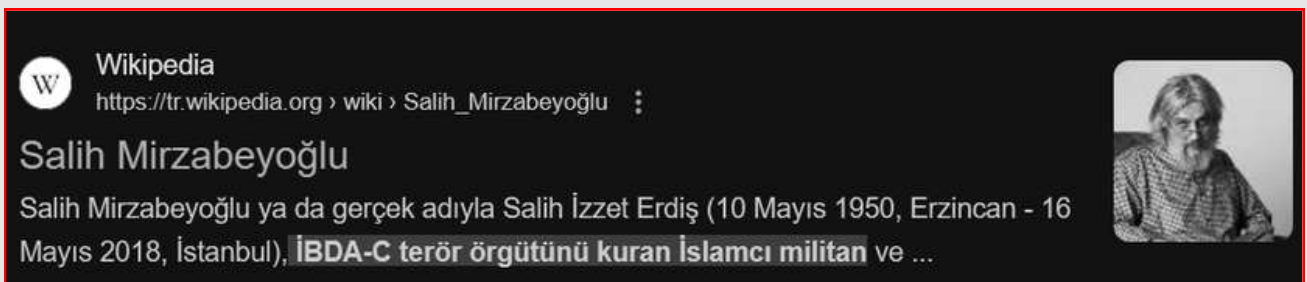 W
Wikipedia
https://tr.wikipedia.org › wiki › Salih_Mirzabeyoğlu
Salih Mirzabeyoğlu
Salih Mirzabeyoğlu ya da gerçek adıyla Salih İzzet Erdiş (10 Mayıs 1950, Erzincan - 16
Mayıs 2018, İstanbul), İBDA-C terör örgütünü kuran İslamcı militan ve ...